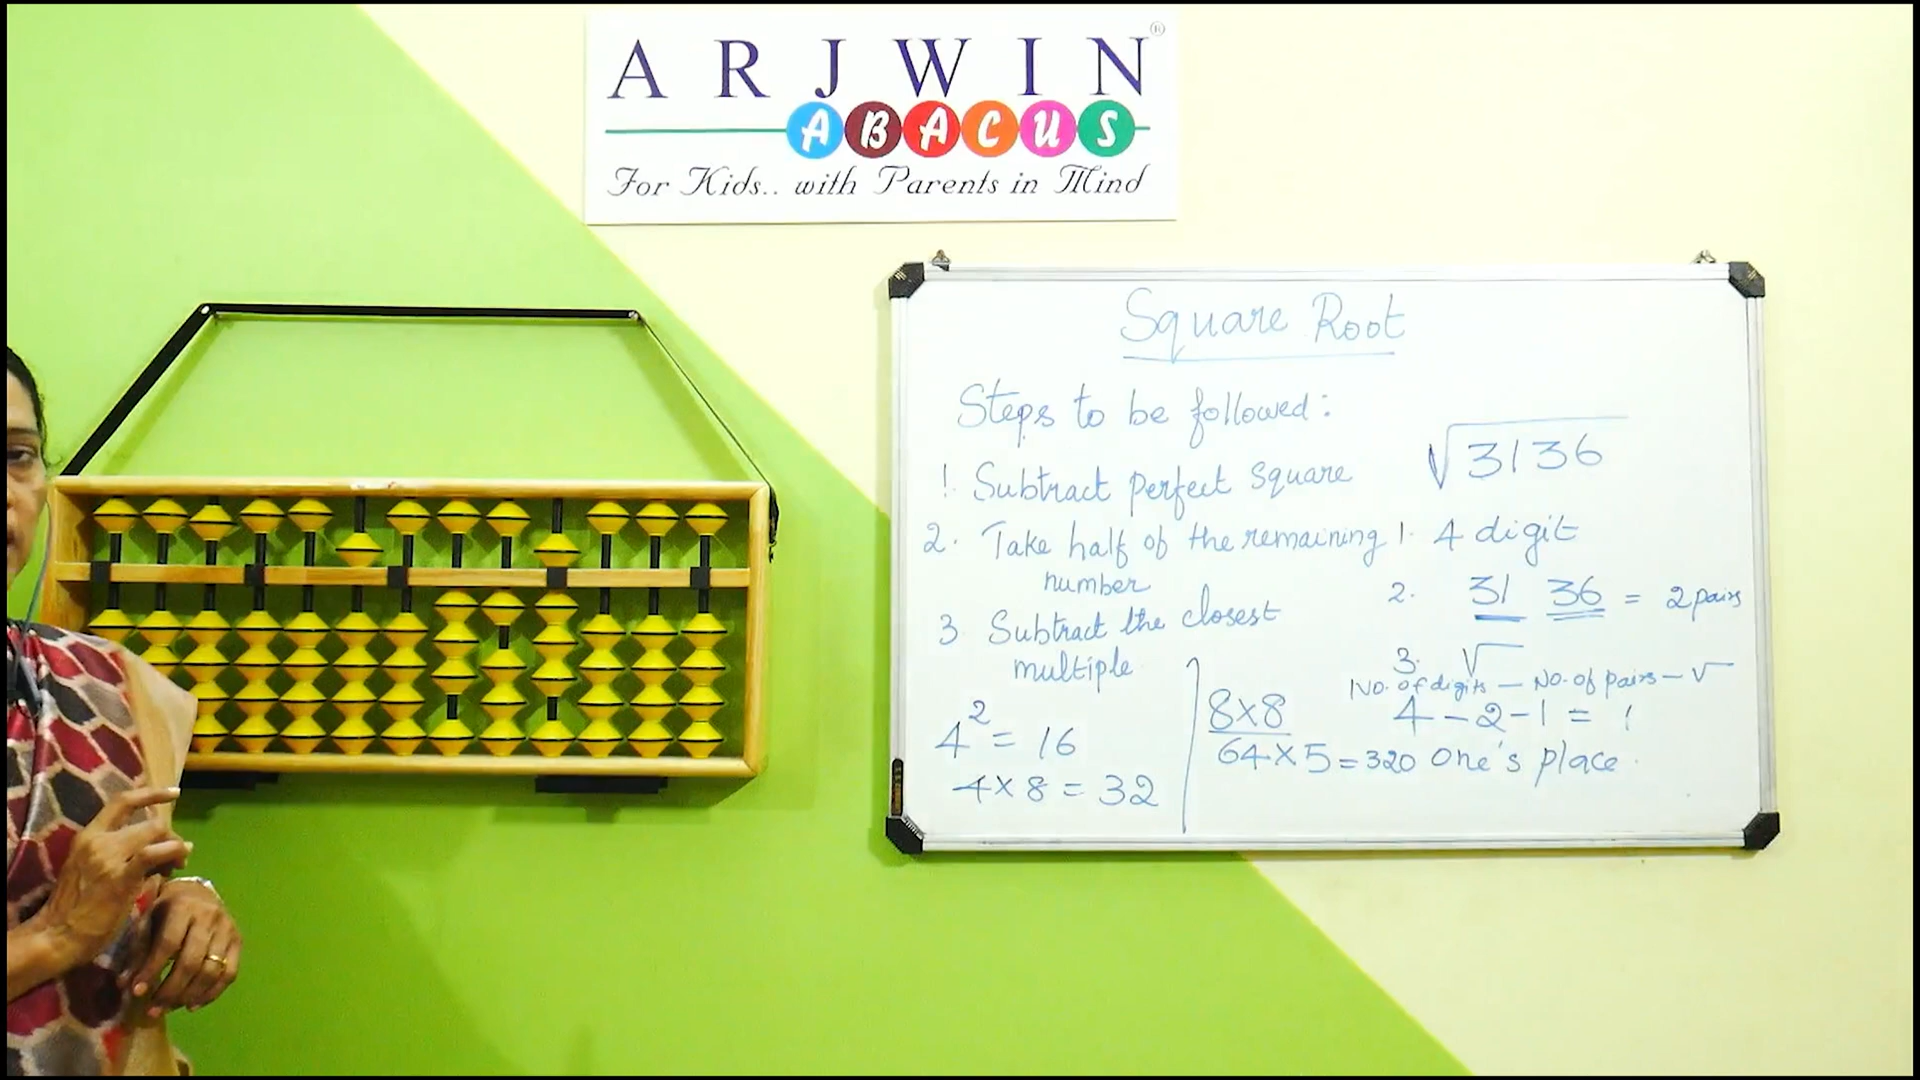 ARJWIN®
ABACUS
For Kids.. with Parents in Mind
Square Root
Steps to be followed:
1. Subtract perfect square
2. Take half of the remaining
number
3 Subtract the closest
multiple
4² = 16
4×8 = 32
8×8
64×5=320
√3136
1. 4 digit
2. 31 36 = 2 pairs
3. √
No. of digits — No. of pairs — √
4 – 2 – 1 = 1
One's place.